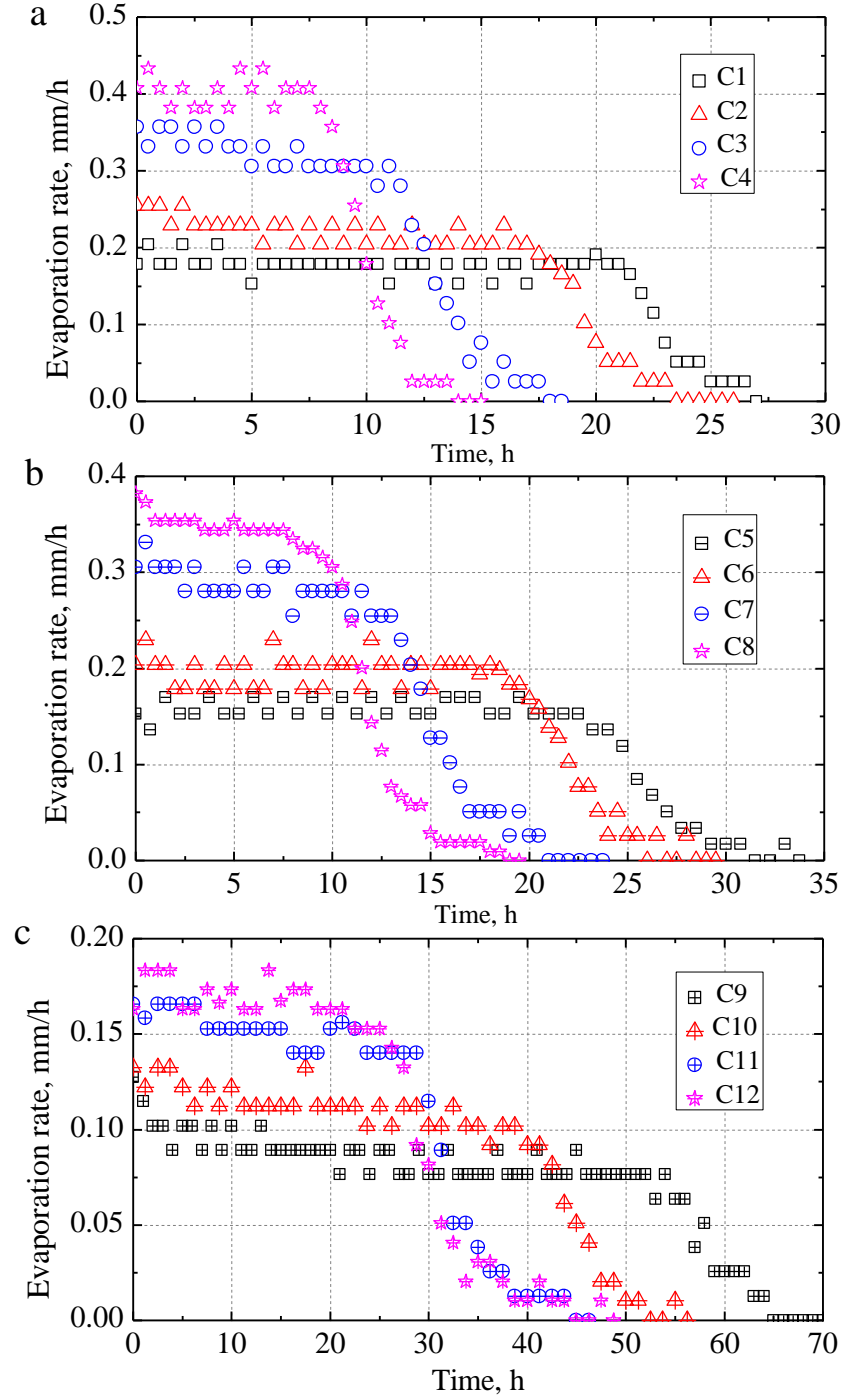 a
0.5
0.4
0.3
0.2
0.1
0.0
Evaporation rate, mm/h
C1
C2
C3
C4
0 5 10 15 20 25 30
Time, h
b
0.4
0.3
0.2
0.1
0.0
Evaporation rate, mm/h
C5
C6
C7
C8
0 5 10 15 20 25 30 35
Time, h
c
0.20
0.15
0.10
0.05
0.00
Evaporation rate, mm/h
C9
C10
C11
C12
0 10 20 30 40 50 60 70
Time, h